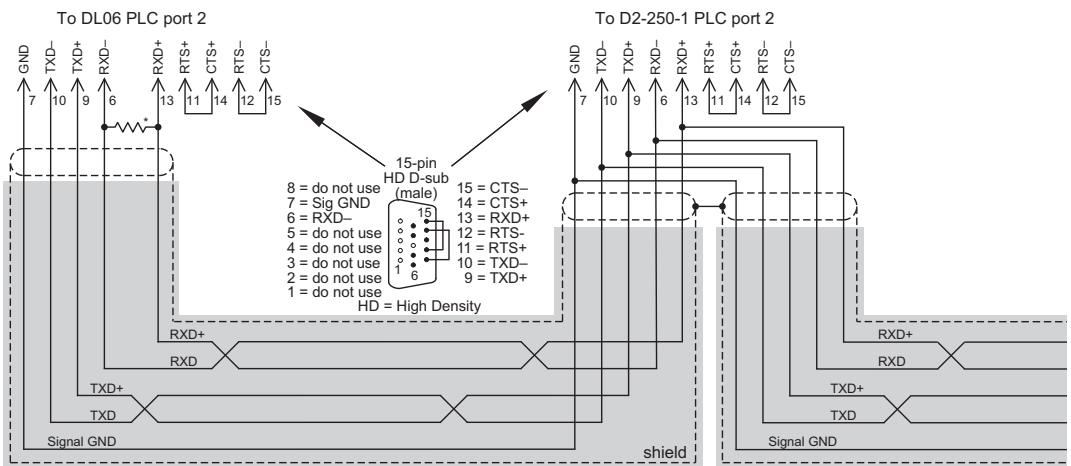 To DL06 PLC port 2
GND
TXD–
TXD+
RXD–
RXD+
RTS+
CTS+
RTS–
CTS–
7
10
9
6
13
11
14
12
15
*
To D2-250-1 PLC port 2
GND
TXD–
TXD+
RXD–
RXD+
RTS+
CTS+
RTS–
CTS–
7
10
9
6
13
11
14
12
15
15-pin
HD D-sub
(male)
8 = do not use
7 = Sig GND
6 = RXD–
5 = do not use
4 = do not use
3 = do not use
2 = do not use
1 = do not use
15
1
6
15 = CTS–
14 = CTS+
13 = RXD+
12 = RTS-
11 = RTS+
10 = TXD–
9 = TXD+
HD = High Density
RXD+
RXD
TXD+
TXD
Signal GND
shield
RXD+
RXD
TXD+
TXD
Signal GND